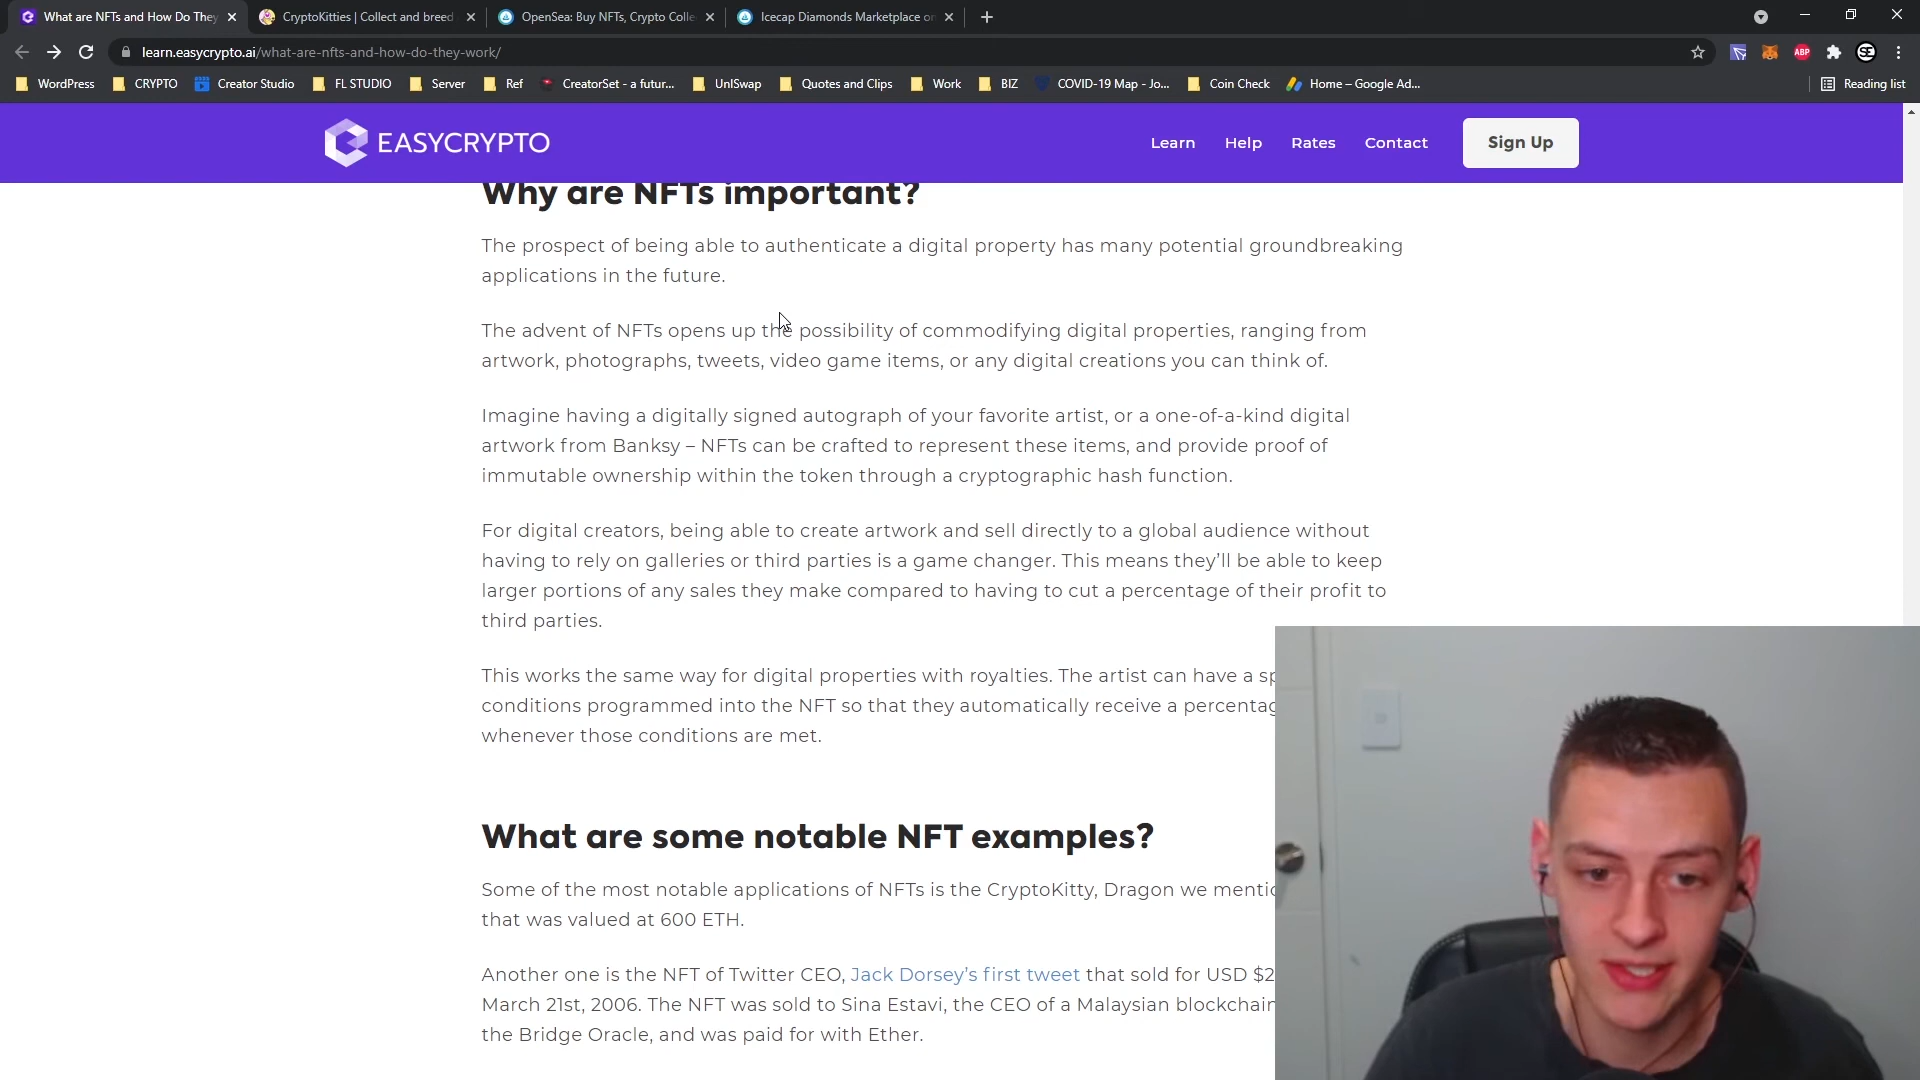 What are NFTs and How Do They
CryptoKitties | Collect and breed
OpenSea: Buy NFTs, Crypto Colle
Icecap Diamonds Marketplace on
learn.easycrypto.ai/what-are-nfts-and-how-do-they-work/
ABP
SE
WordPress
CRYPTO
Creator Studio
FL STUDIO
Server
Ref
CreatorSet - a futur...
UnISwap
Quotes and Clips
Work
BIZ
COVID-19 Map - Jo...
Coin Check
Home – Google Ad...
Reading list
EASYCRYPTO
Learn
Help
Rates
Contact
Sign Up
Why are NFTs important?
The prospect of being able to authenticate a digital property has many potential groundbreaking
applications in the future.
The advent of NFTs opens up the possibility of commodifying digital properties, ranging from
artwork, photographs, tweets, video game items, or any digital creations you can think of.
Imagine having a digitally signed autograph of your favorite artist, or a one-of-a-kind digital
artwork from Banksy – NFTs can be crafted to represent these items, and provide proof of
immutable ownership within the token through a cryptographic hash function.
For digital creators, being able to create artwork and sell directly to a global audience without
having to rely on galleries or third parties is a game changer. This means they’ll be able to keep
larger portions of any sales they make compared to having to cut a percentage of their profit to
third parties.
This works the same way for digital properties with royalties. The artist can have a sp
conditions programmed into the NFT so that they automatically receive a percentag
whenever those conditions are met.
What are some notable NFT examples?
Some of the most notable applications of NFTs is the CryptoKitty, Dragon we mentio
that was valued at 600 ETH.
Another one is the NFT of Twitter CEO, Jack Dorsey’s first tweet that sold for USD $2
March 21st, 2006. The NFT was sold to Sina Estavi, the CEO of a Malaysian blockchain
the Bridge Oracle, and was paid for with Ether.